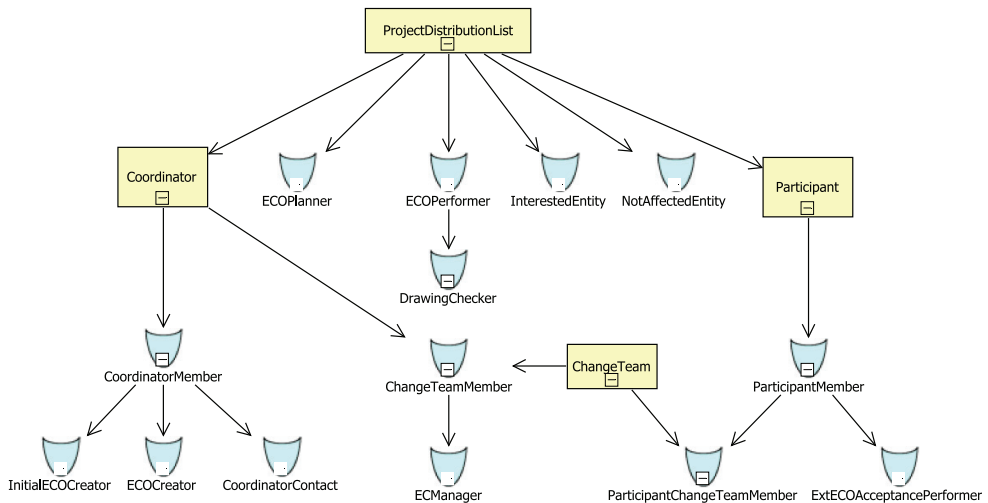 ProjectDistributionList
Coordinator
ECOPlanner
ECOPerformer
InterestedEntity
NotAffectedEntity
Participant
DrawingChecker
CoordinatorMember
ChangeTeamMember
ChangeTeam
ParticipantMember
InitialECOCreator
ECOCreator
CoordinatorContact
ECManager
ParticipantChangeTeamMember
ExtECOAcceptancePerformer